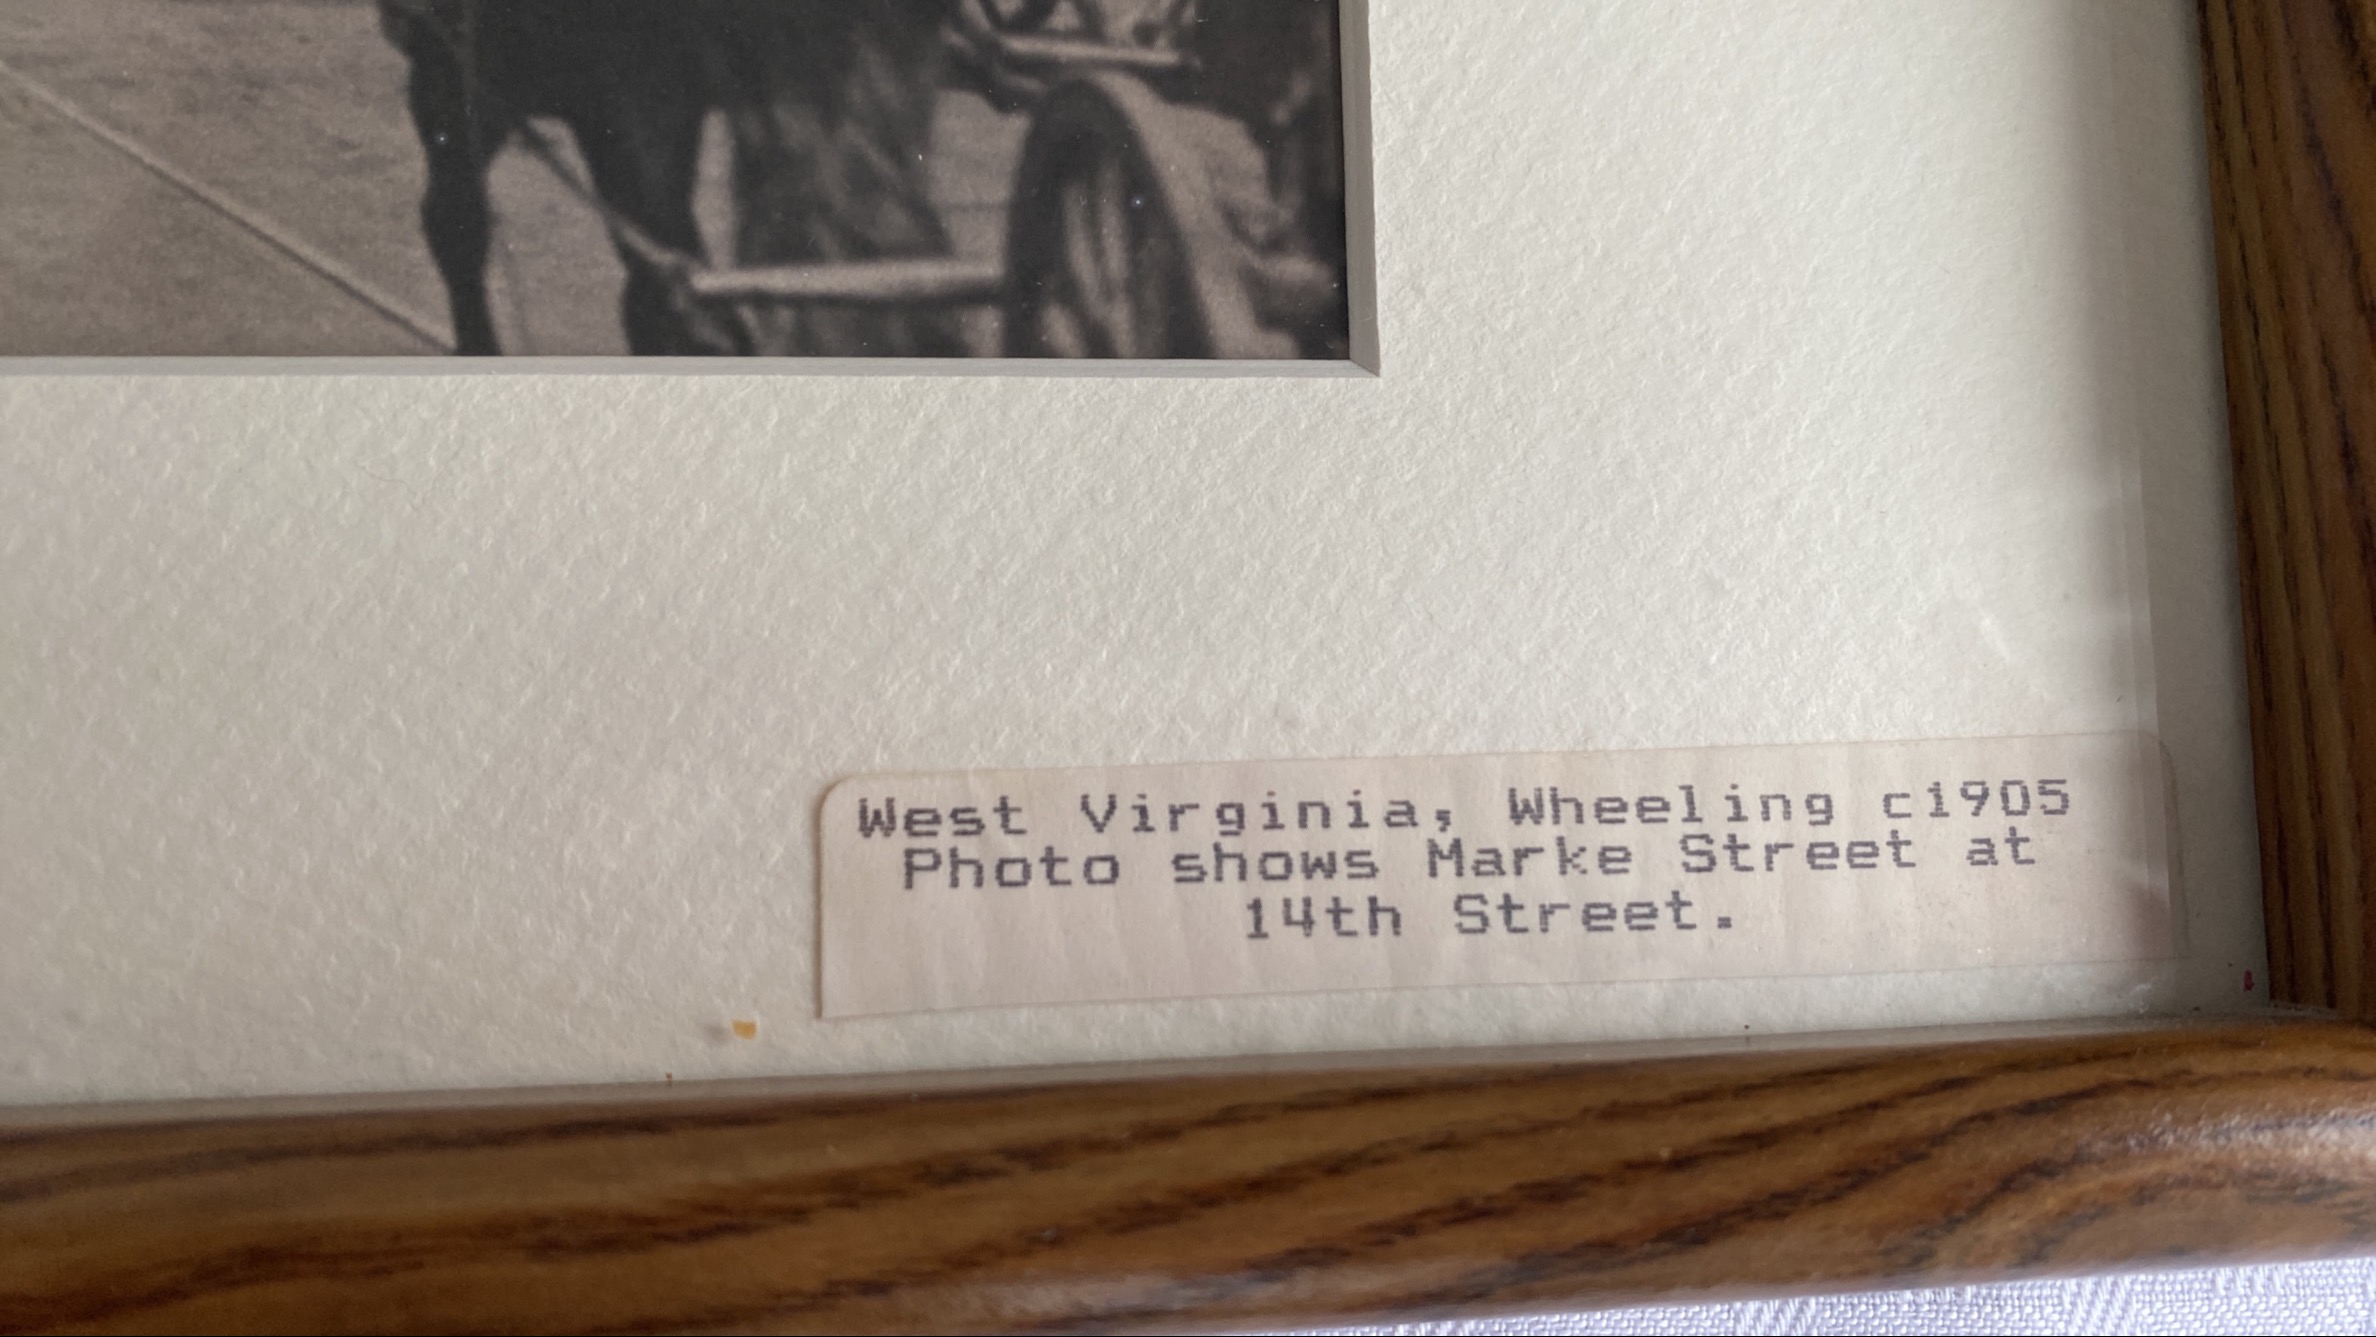 West Virginia, Wheeling c1905
Photo shows Marke Street at
14th Street.